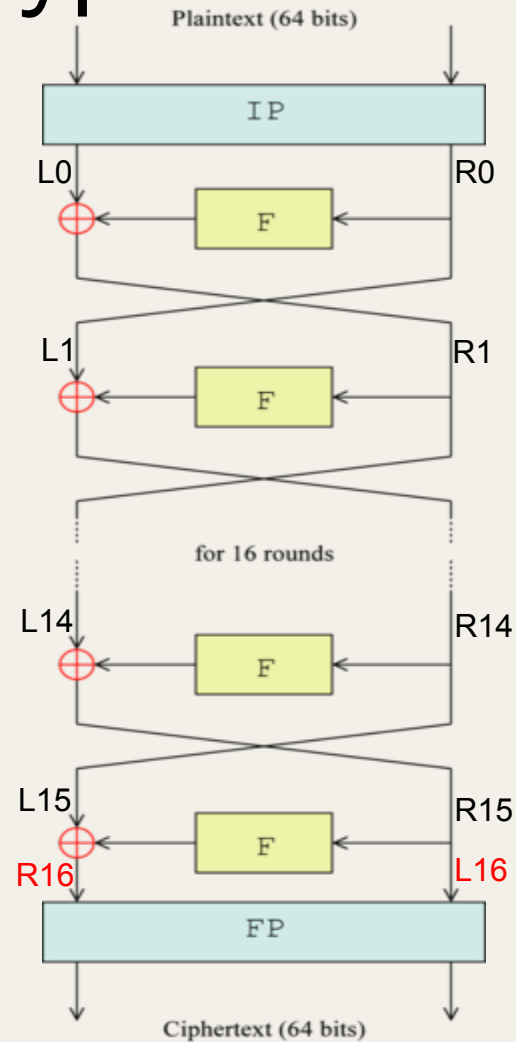 yp
Plaintext (64 bits)
IP
L0 R0
F
L1 R1
F
for 16 rounds
L14 R14
F
L15 R15
F
R16 L16
FP
Ciphertext (64 bits)